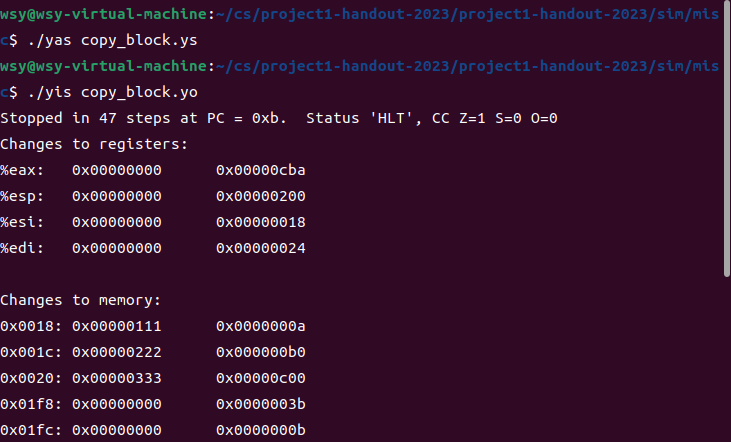 wsy@wsy-virtual-machine:~/cs/project1-handout-2023/project1-handout-2023/sim/mis
c$ ./yas copy_block.ys
wsy@wsy-virtual-machine:~/cs/project1-handout-2023/project1-handout-2023/sim/mis
c$ ./yis copy_block.yo
Stopped in 47 steps at PC = 0xb.  Status 'HLT', CC Z=1 S=0 O=0
Changes to registers:
%eax:   0x00000000      0x00000cba
%esp:   0x00000000      0x00000200
%esi:   0x00000000      0x00000018
%edi:   0x00000000      0x00000024

Changes to memory:
0x0018: 0x00000111      0x0000000a
0x001c: 0x00000222      0x000000b0
0x0020: 0x00000333      0x00000c00
0x01f8: 0x00000000      0x0000003b
0x01fc: 0x00000000      0x0000000b